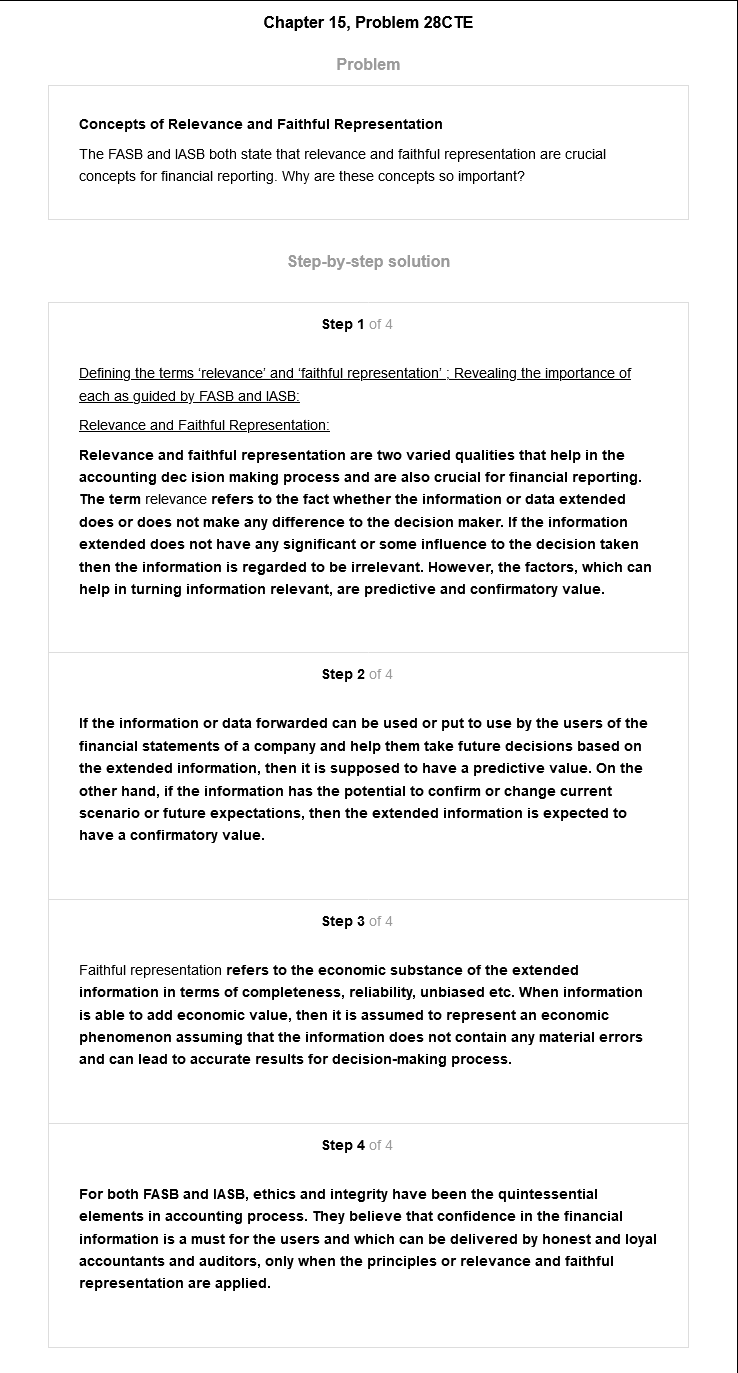 Chapter 15, Problem 28CTE
Problem
Concepts of Relevance and Faithful Representation
The FASB and IASB both state that relevance and faithful representation are crucial
concepts for financial reporting. Why are these concepts so important?
Step-by-step solution
Step 1 of 4
Defining the terms ‘relevance’ and ‘faithful representation’ ; Revealing the importance of
each as guided by FASB and IASB:
Relevance and Faithful Representation:
Relevance and faithful representation are two varied qualities that help in the
accounting dec ision making process and are also crucial for financial reporting.
The term relevance refers to the fact whether the information or data extended
does or does not make any difference to the decision maker. If the information
extended does not have any significant or some influence to the decision taken
then the information is regarded to be irrelevant. However, the factors, which can
help in turning information relevant, are predictive and confirmatory value.
Step 2 of 4
If the information or data forwarded can be used or put to use by the users of the
financial statements of a company and help them take future decisions based on
the extended information, then it is supposed to have a predictive value. On the
other hand, if the information has the potential to confirm or change current
scenario or future expectations, then the extended information is expected to
have a confirmatory value.
Step 3 of 4
Faithful representation refers to the economic substance of the extended
information in terms of completeness, reliability, unbiased etc. When information
is able to add economic value, then it is assumed to represent an economic
phenomenon assuming that the information does not contain any material errors
and can lead to accurate results for decision-making process.
Step 4 of 4
For both FASB and IASB, ethics and integrity have been the quintessential
elements in accounting process. They believe that confidence in the financial
information is a must for the users and which can be delivered by honest and loyal
accountants and auditors, only when the principles or relevance and faithful
representation are applied.